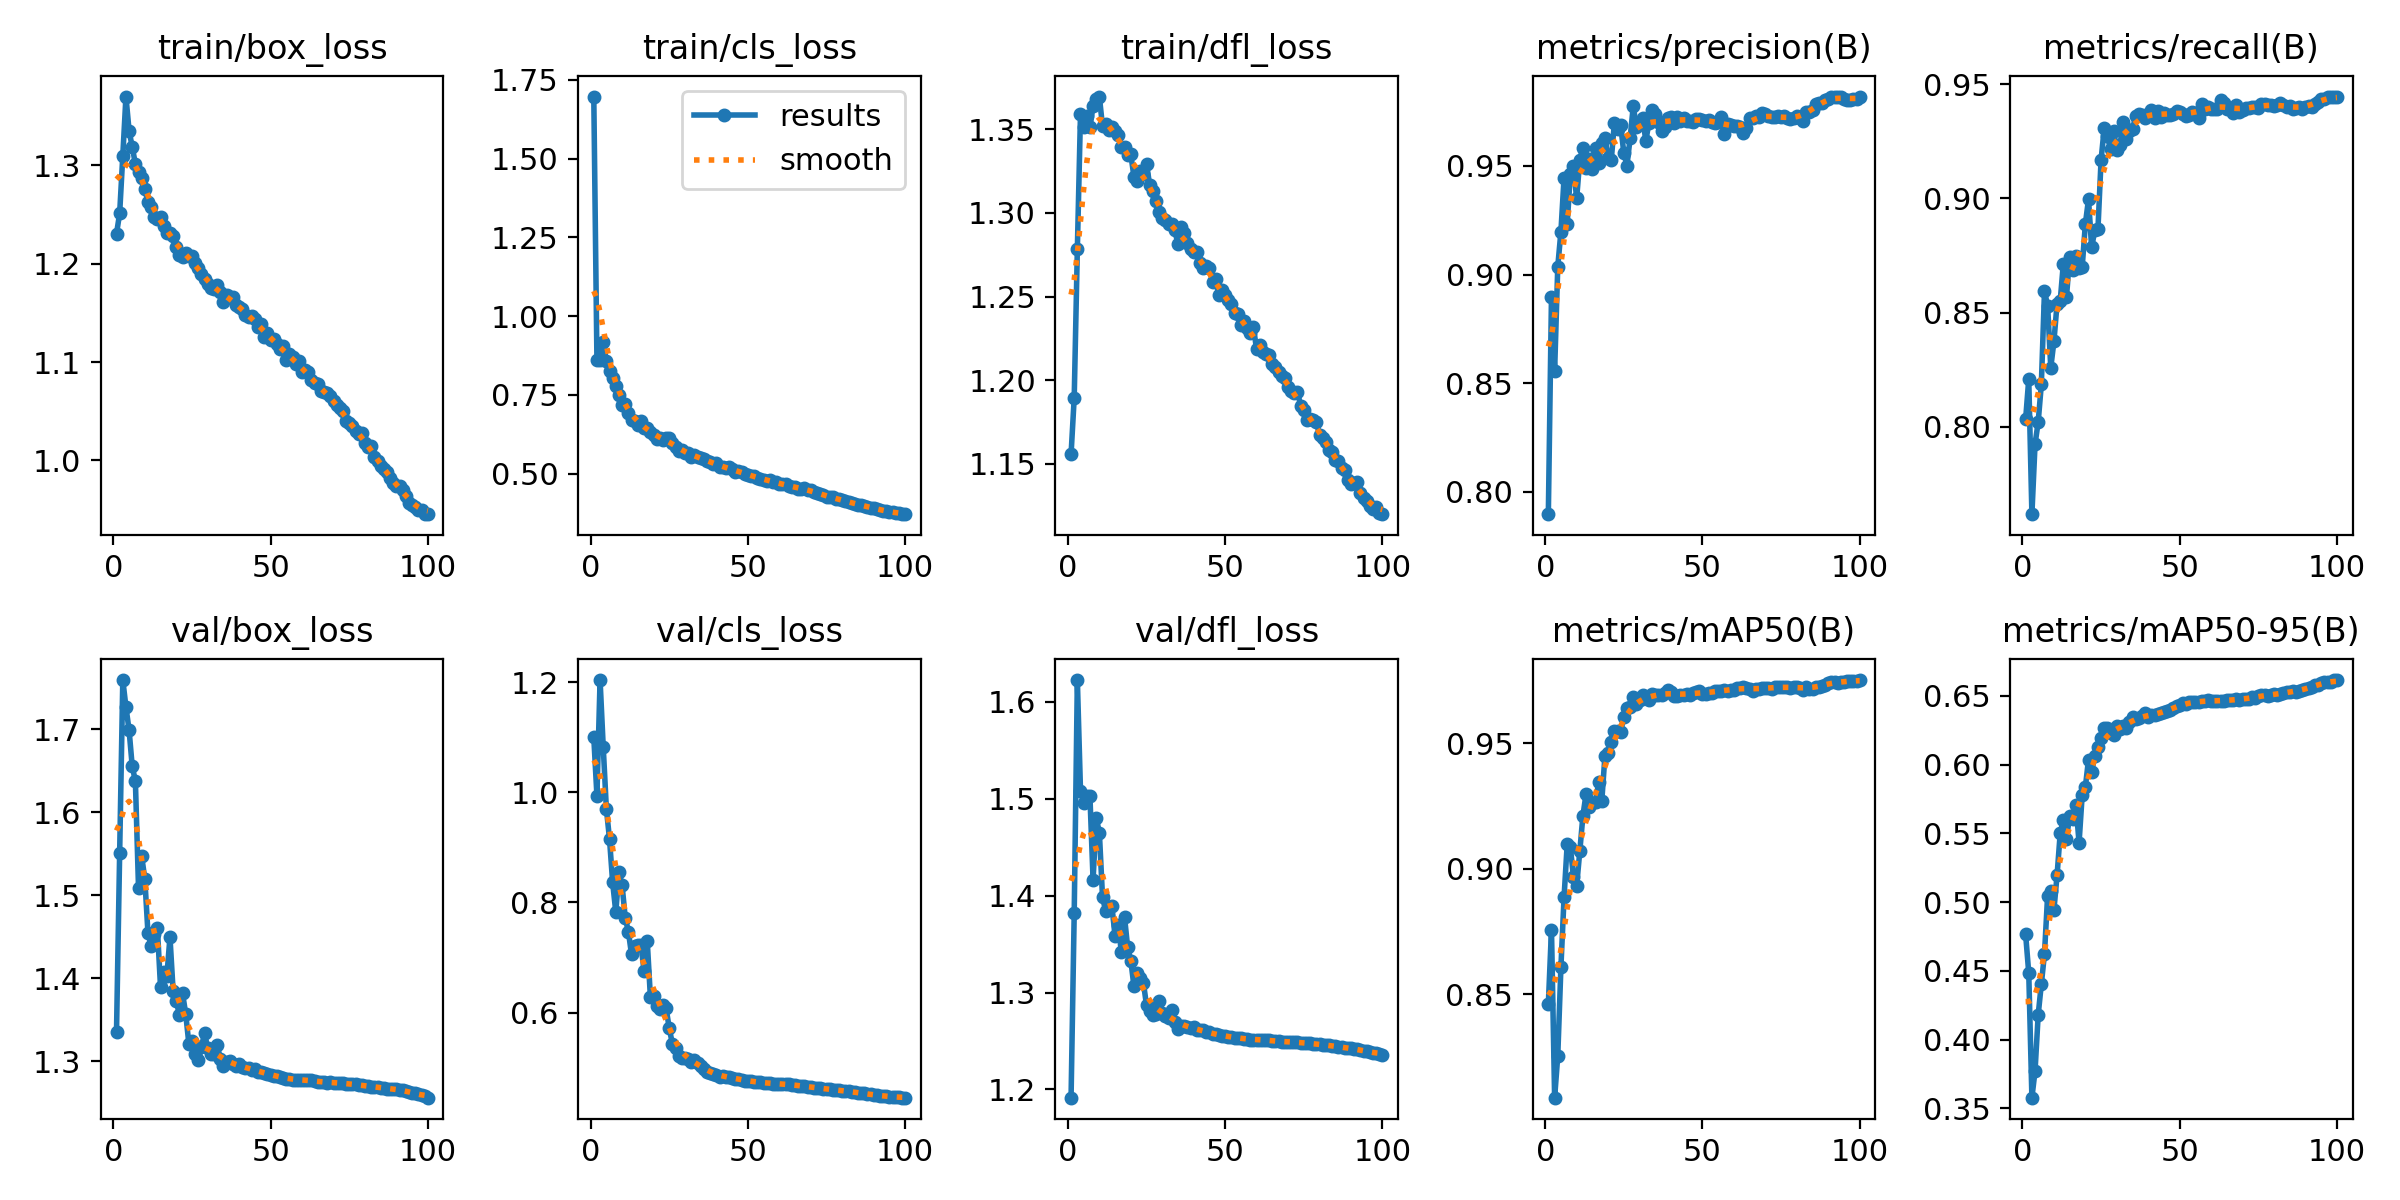 train/box_loss
1.3
1.2
1.1
1.0
0 50 100
train/cls_loss
1.75
1.50
1.25
1.00
0.75
0.50
0 50 100
results
smooth
train/dfl_loss
1.35
1.30
1.25
1.20
1.15
0 50 100
metrics/precision(B)
0.95
0.90
0.85
0.80
0 50 100
metrics/recall(B)
0.95
0.90
0.85
0.80
0 50 100
val/box_loss
1.7
1.6
1.5
1.4
1.3
0 50 100
val/cls_loss
1.2
1.0
0.8
0.6
0 50 100
val/dfl_loss
1.6
1.5
1.4
1.3
1.2
0 50 100
metrics/mAP50(B)
0.95
0.90
0.85
0 50 100
metrics/mAP50-95(B)
0.65
0.60
0.55
0.50
0.45
0.40
0.35
0 50 100